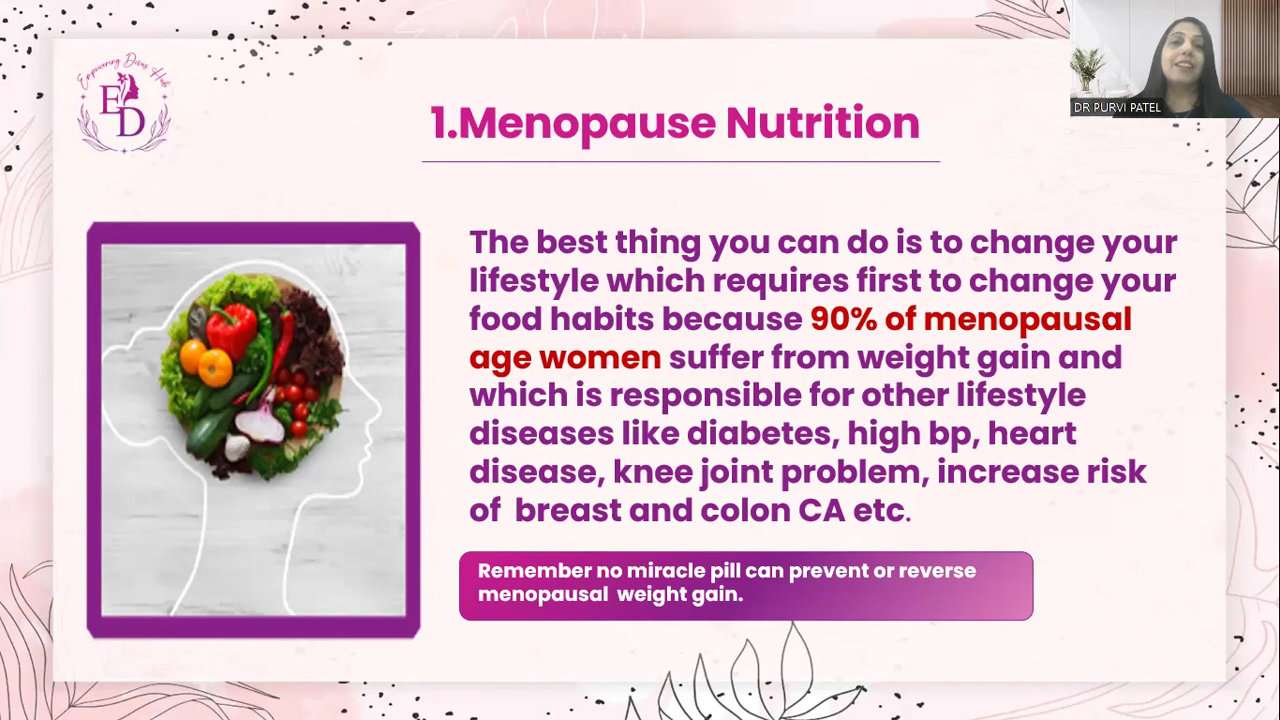 Empowering Divas Hub
ED
DR PURVI PATEL
1.Menopause Nutrition
The best thing you can do is to change your
lifestyle which requires first to change your
food habits because 90% of menopausal
age women suffer from weight gain and
which is responsible for other lifestyle
diseases like diabetes, high bp, heart
disease, knee joint problem, increase risk
of  breast and colon CA etc.
Remember no miracle pill can prevent or reverse
menopausal  weight gain.